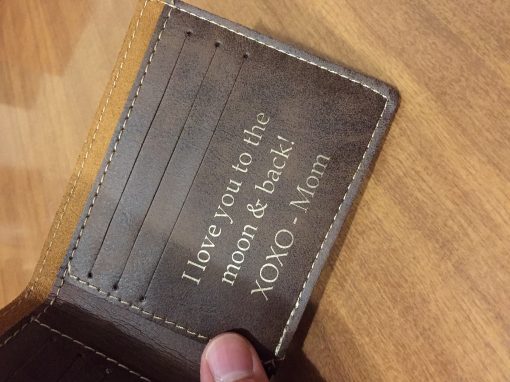 I love you to the
moon & back!
XOXO - Mom